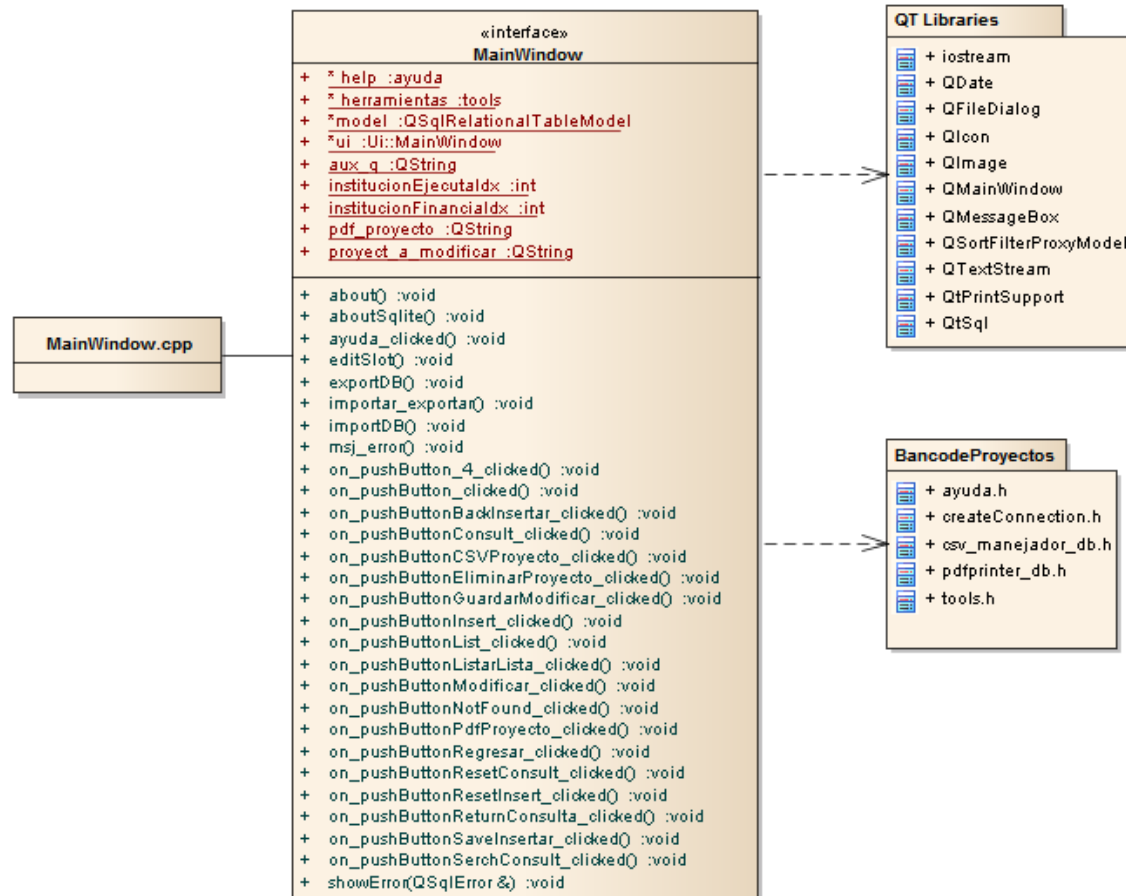 MainWindow.cpp
«interface»
MainWindow
+ * help :ayuda
+ * herramientas :tools
+ *model :QSqlRelationalTableModel
+ *ui :Ui::MainWindow
+ aux_q :QString
+ institucionEjecutaIdx :int
+ institucionFinanciaIdx :int
+ pdf_proyecto :QString
+ proyect_a_modificar :QString
+ about() :void
+ aboutSqlite() :void
+ ayuda_clicked() :void
+ editSlot() :void
+ exportDB() :void
+ importar_exportar() :void
+ importDB() :void
+ msj_error() :void
+ on_pushButton_4_clicked() :void
+ on_pushButton_clicked() :void
+ on_pushButtonBackInsertar_clicked() :void
+ on_pushButtonConsult_clicked() :void
+ on_pushButtonCSVProyecto_clicked() :void
+ on_pushButtonEliminarProyecto_clicked() :void
+ on_pushButtonGuardarModificar_clicked() :void
+ on_pushButtonInsert_clicked() :void
+ on_pushButtonList_clicked() :void
+ on_pushButtonListarLista_clicked() :void
+ on_pushButtonModificar_clicked() :void
+ on_pushButtonNotFound_clicked() :void
+ on_pushButtonPdfProyecto_clicked() :void
+ on_pushButtonRegresar_clicked() :void
+ on_pushButtonResetConsult_clicked() :void
+ on_pushButtonResetInsert_clicked() :void
+ on_pushButtonReturnConsulta_clicked() :void
+ on_pushButtonSaveInsertar_clicked() :void
+ on_pushButtonSerchConsult_clicked() :void
+ showError(QSqlError &) :void
QT Libraries
+ iostream
+ QDate
+ QFileDialog
+ QIcon
+ QImage
+ QMainWindow
+ QMessageBox
+ QSortFilterProxyModel
+ QTextStream
+ QtPrintSupport
+ QtSql
BancodeProyectos
+ ayuda.h
+ createConnection.h
+ csv_manejador_db.h
+ pdfprinter_db.h
+ tools.h